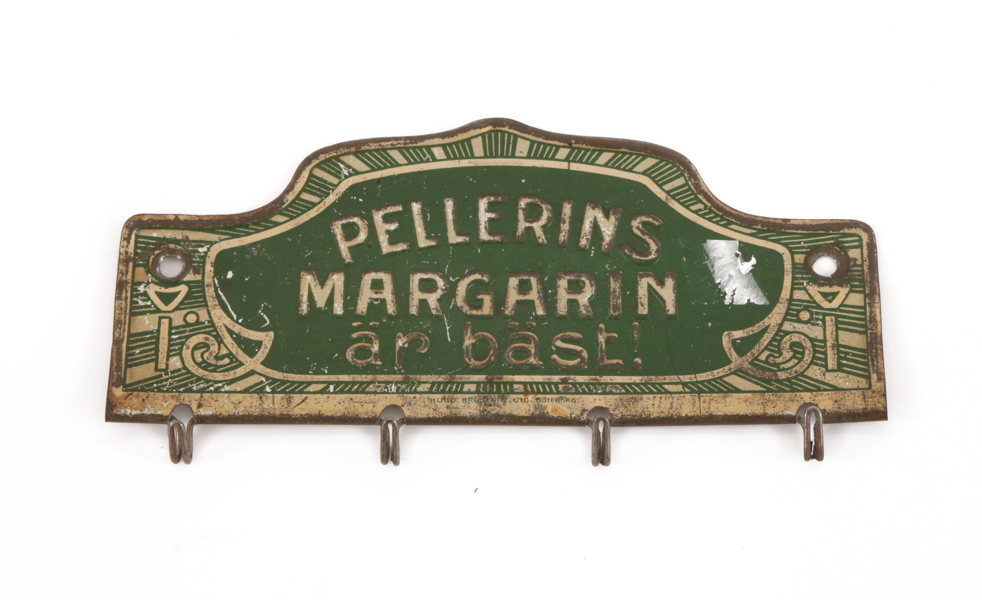 PELLERINS
MARGARIN
är bäst!